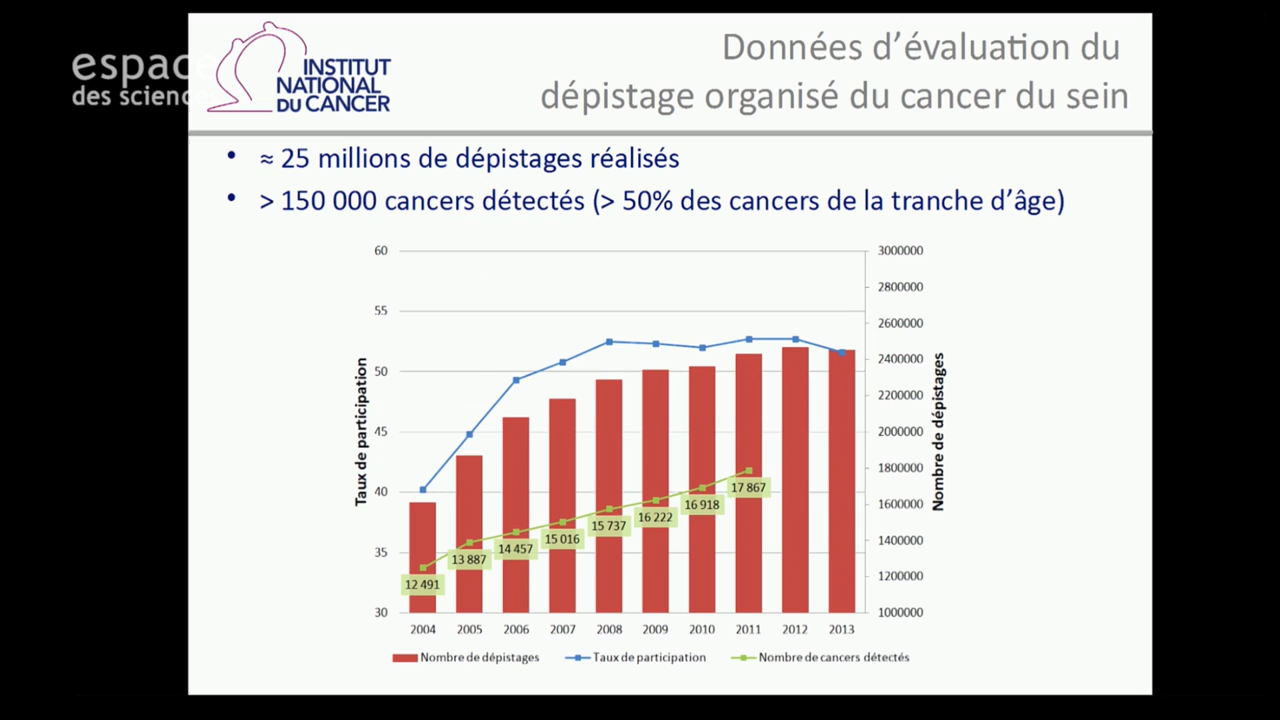 espace
des sciences
INSTITUT
NATIONAL
DU CANCER
Données d'évaluation du
dépistage organisé du cancer du sein
• ≈ 25 millions de dépistages réalisés
• > 150 000 cancers détectés (> 50% des cancers de la tranche d'âge)
Taux de participation
60
55
50
45
40
35
30
Nombre de dépistages
3000000
2800000
2600000
2400000
2200000
2000000
1800000
1600000
1400000
1200000
1000000
12 491
13 887
14 457
15 016
15 737
16 222
16 918
17 867
2004 2005 2006 2007 2008 2009 2010 2011 2012 2013
Nombre de dépistages Taux de participation Nombre de cancers détectés